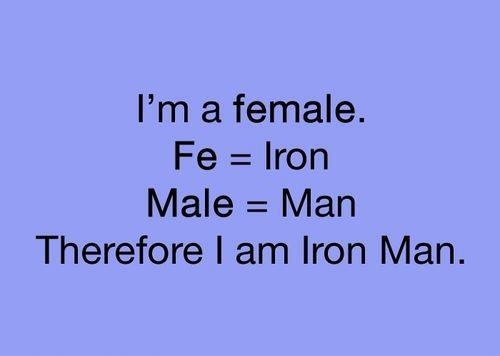 I'm a female.
Fe = Iron
Male = Man
Therefore I am Iron Man.